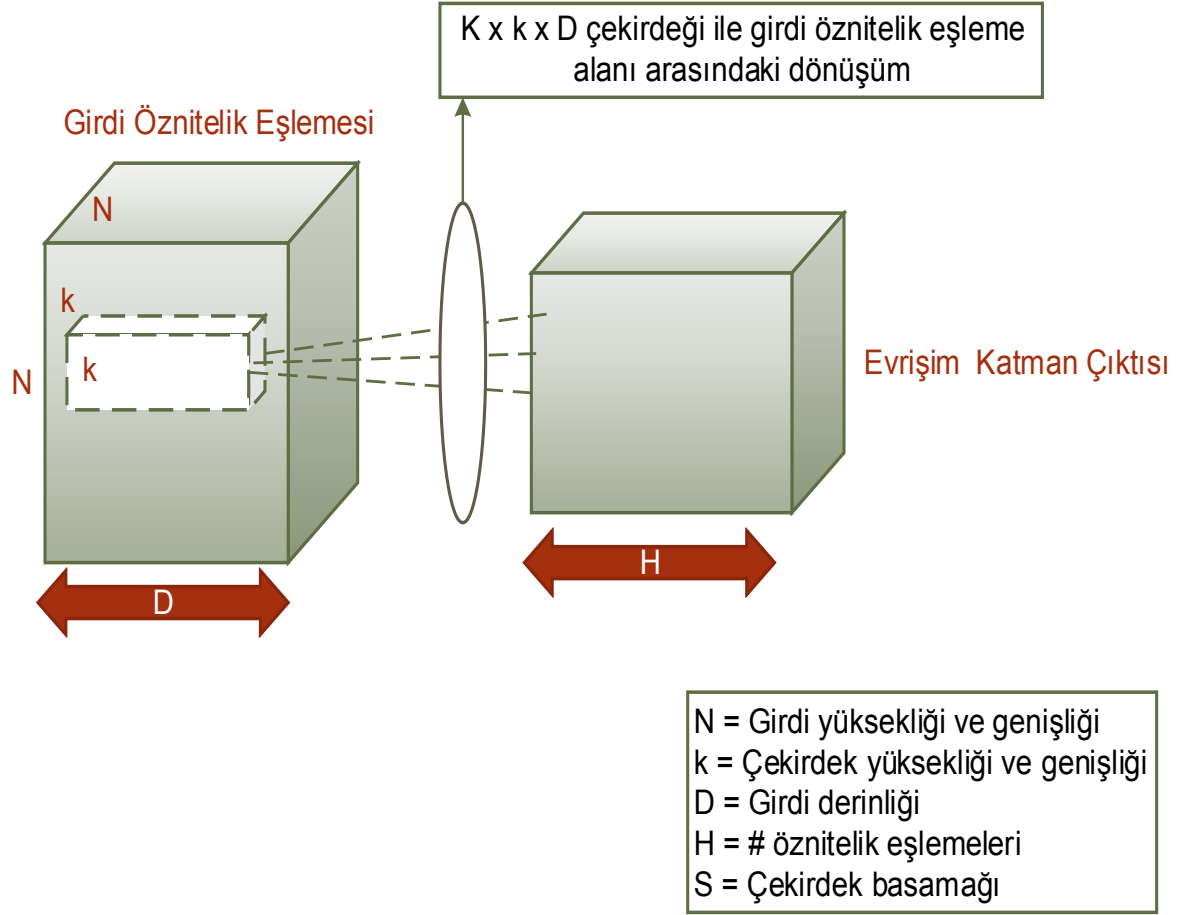 K x k x D çekirdeği ile girdi öznitelik eşleme
alanı arasındaki dönüşüm
Girdi Öznitelik Eşlemesi
N
k
k
N
Evrişim Katman Çıktısı
H
D
N = Girdi yüksekliği ve genişliği
k = Çekirdek yüksekliği ve genişliği
D = Girdi derinliği
H = # öznitelik eşlemeleri
S = Çekirdek basamağı